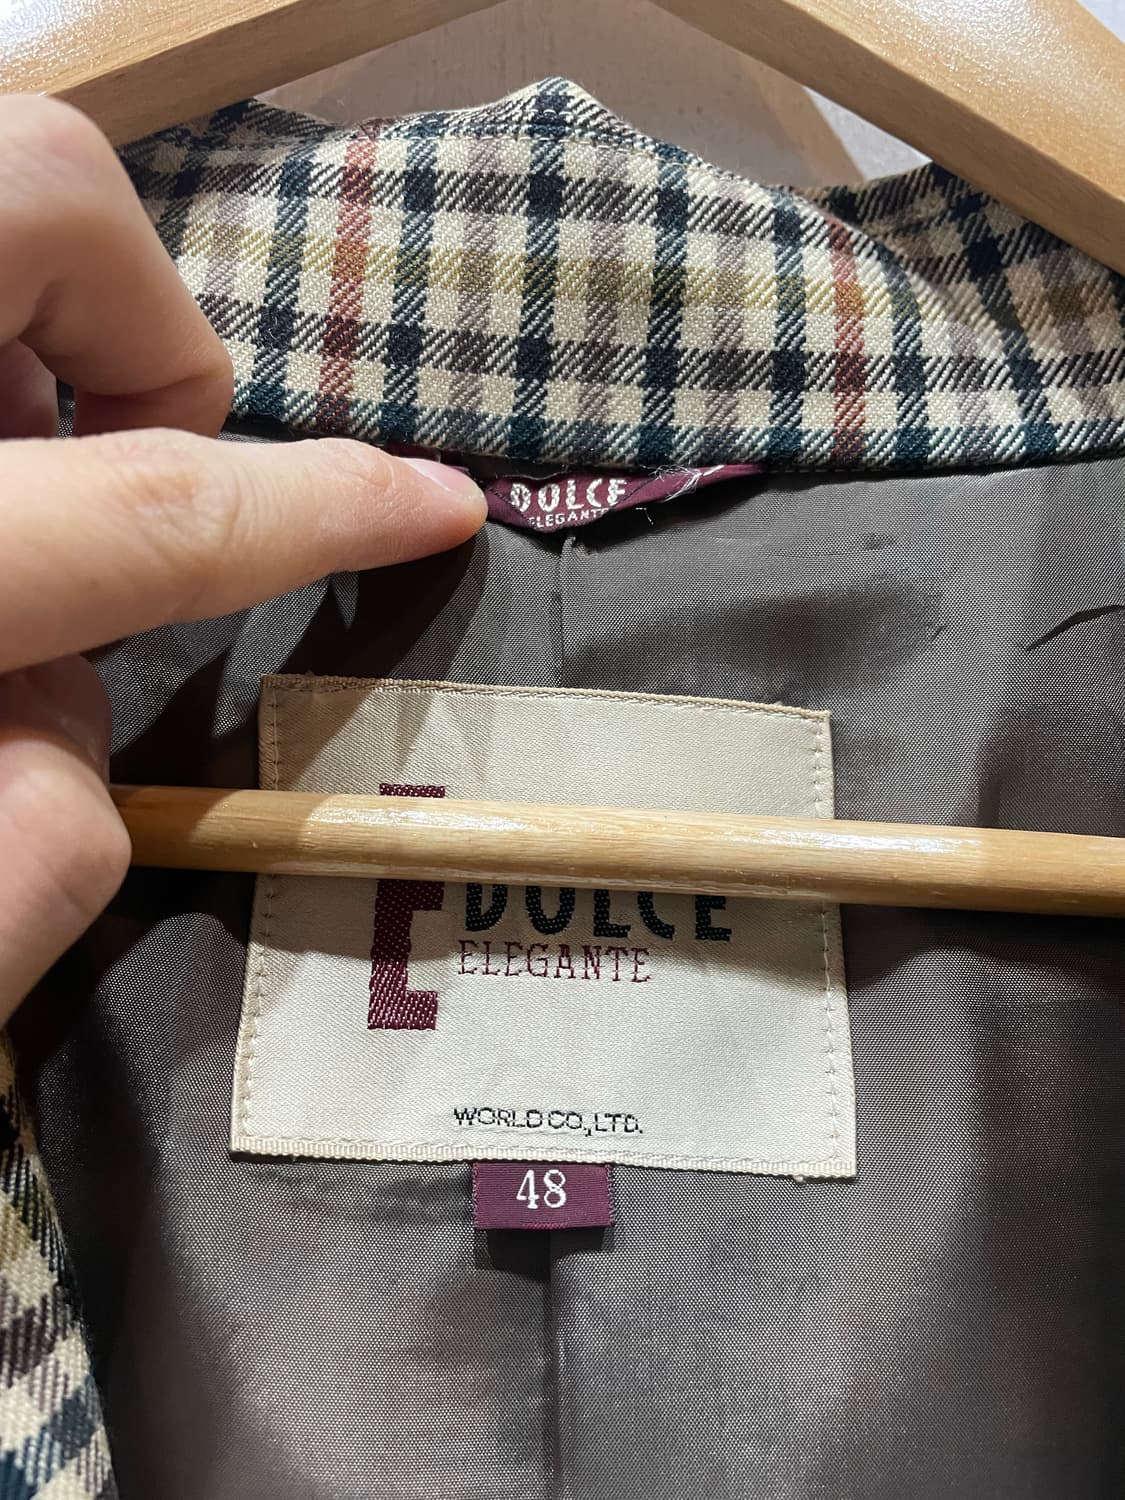 DOLCE
ELEGANTE
DOLCE
ELEGANTE
WORLD CO.,LTD.
48